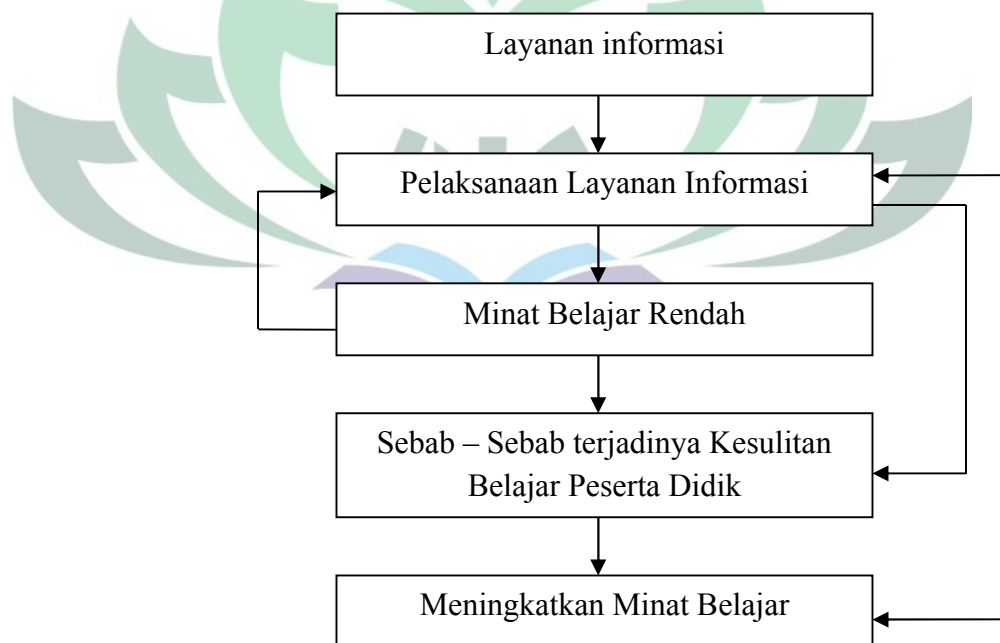 Layanan informasi
Pelaksanaan Layanan Informasi
Minat Belajar Rendah
Sebab – Sebab terjadinya Kesulitan
Belajar Peserta Didik
Meningkatkan Minat Belajar